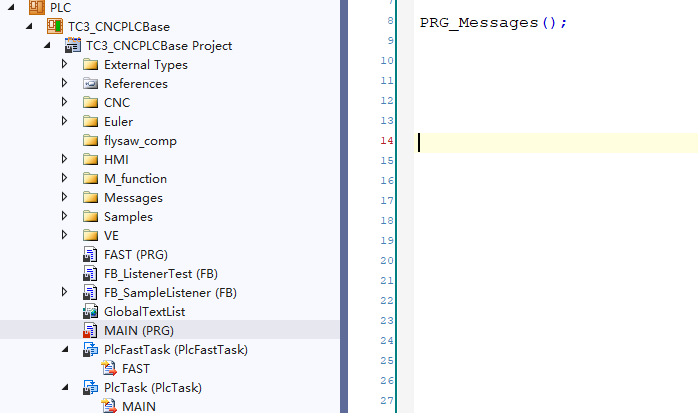 PLC
TC3_CNCPLCBase
TC3_CNCPLCBase Project
External Types
References
CNC
Euler
flysaw_comp
HMI
M_function
Messages
Samples
VE
FAST (PRG)
FB_ListenerTest (FB)
FB_SampleListener (FB)
GlobalTextList
MAIN (PRG)
PlcFastTask (PlcFastTask)
FAST
PlcTask (PlcTask)
MAIN
8 PRG_Messages();
9
10
11
12
13
14
15
16
17
18
19
20
21
22
23
24
25
26
27